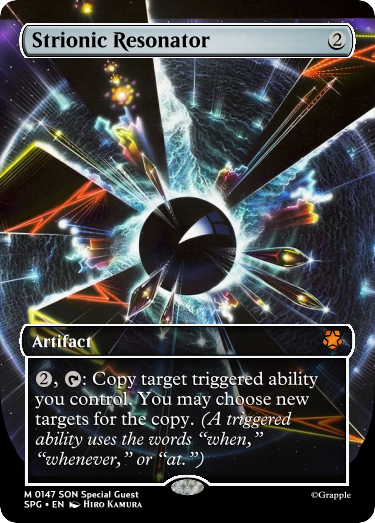 Strionic Resonator 2
Artifact
2, T: Copy target triggered ability
you control. You may choose new
targets for the copy. (A triggered
ability uses the words “when,”
“whenever,” or “at.”)
M 0147 SON Special Guest
SPG • EN Hiro Kamura
©Grapple